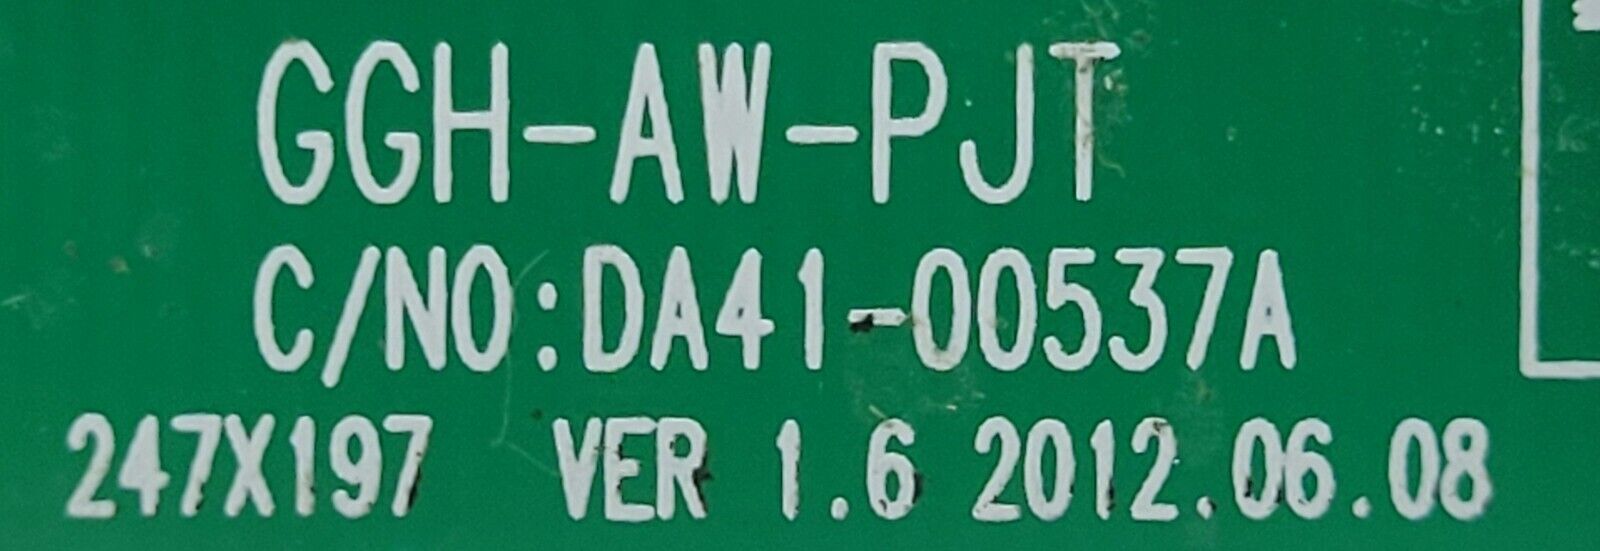 GGH-AW-PJT
C/NO:DA41-00537A
247X197 VER 1.6 2012.06.08